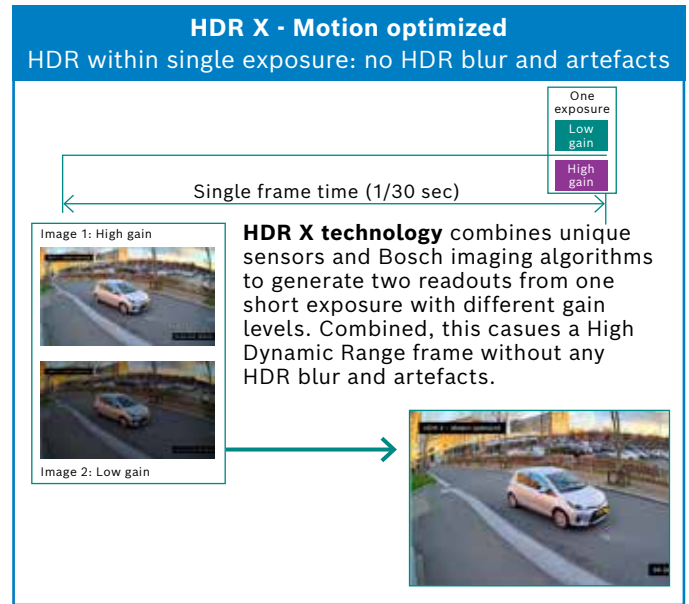 HDR X - Motion optimized
HDR within single exposure: no HDR blur and artefacts
One
exposure
Low
gain
High
gain
Single frame time (1/30 sec)
Image 1: High gain
HDR X technology combines unique
sensors and Bosch imaging algorithms
to generate two readouts from one
short exposure with different gain
levels. Combined, this casues a High
Dynamic Range frame without any
HDR blur and artefacts.
HDR X - Motion optimized
Image 2: Low gain